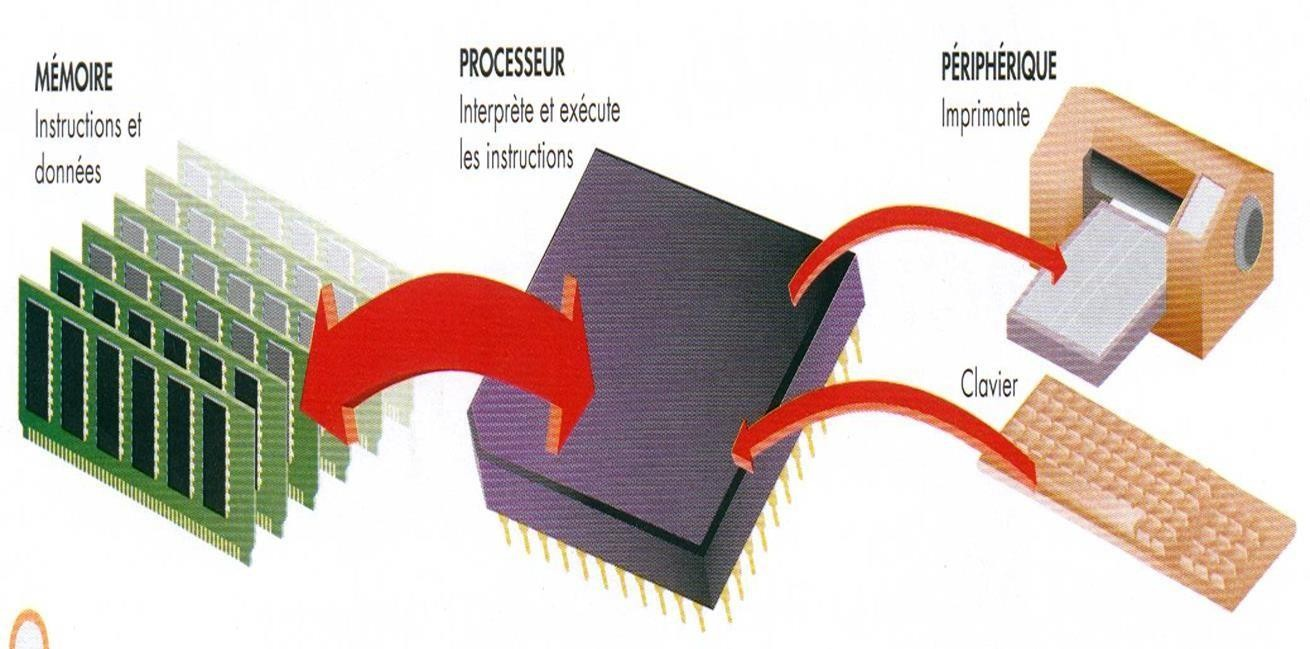 MÉMOIRE
Instructions et
données
PROCESSEUR
Interprète et exécute
les instructions
PÉRIPHÉRIQUE
Imprimante
Clavier